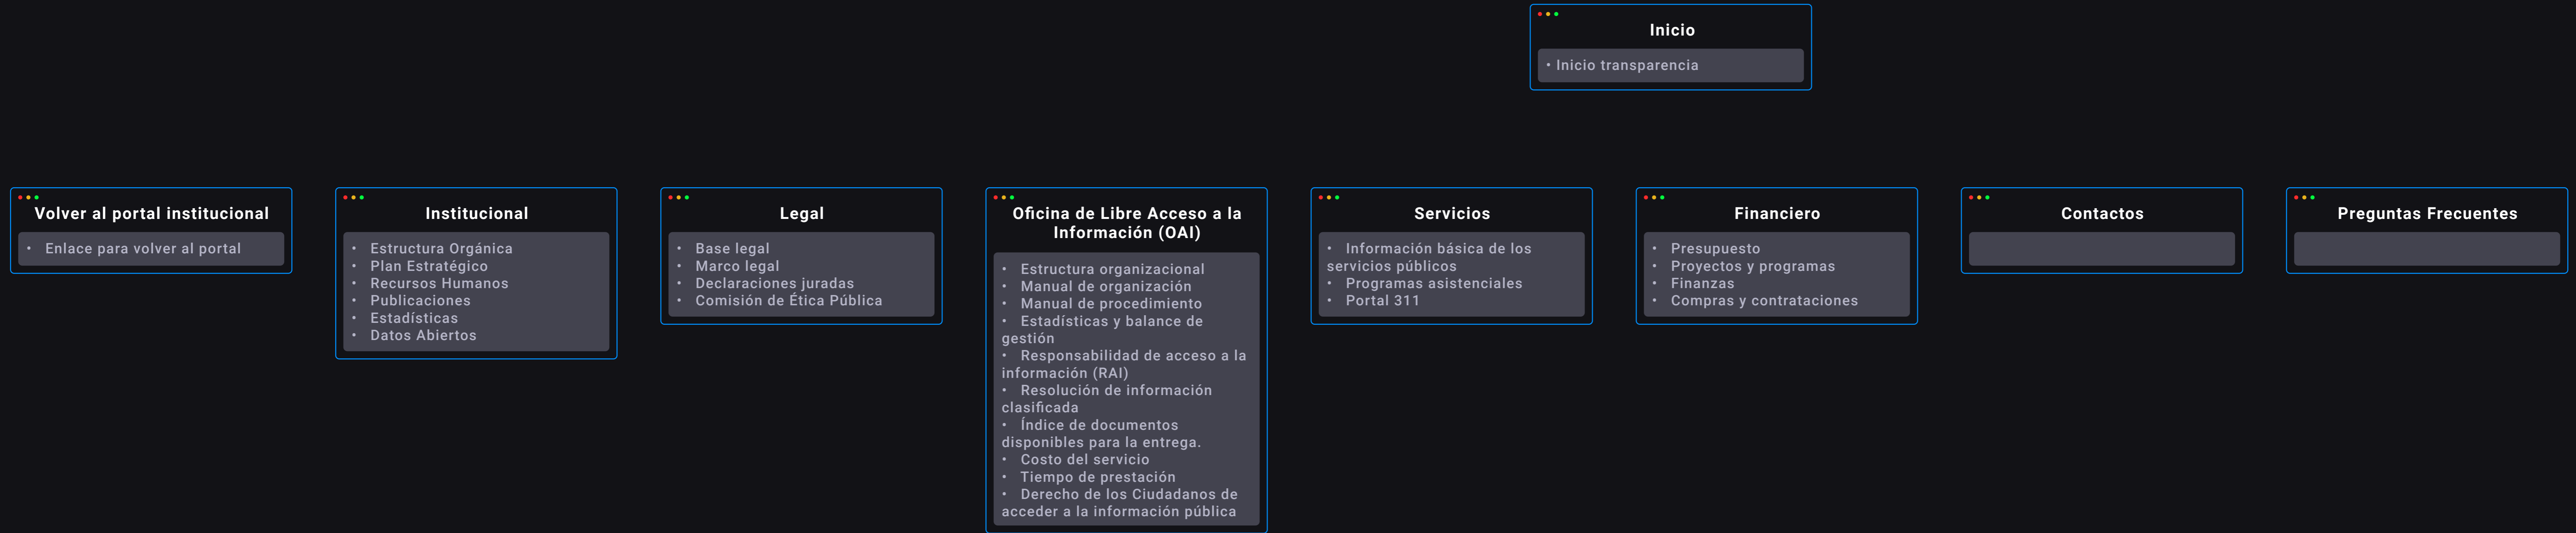 Inicio
• Inicio transparencia
Volver al portal institucional
• Enlace para volver al portal
Institucional
• Estructura Orgánica
• Plan Estratégico
• Recursos Humanos
• Publicaciones
• Estadísticas
• Datos Abiertos
Legal
• Base legal
• Marco legal
• Declaraciones juradas
• Comisión de Ética Pública
Oficina de Libre Acceso a la
Información (OAI)
• Estructura organizacional
• Manual de organización
• Manual de procedimiento
• Estadísticas y balance de
gestión
• Responsabilidad de acceso a la
información (RAI)
• Resolución de información
clasificada
• Índice de documentos
disponibles para la entrega.
• Costo del servicio
• Tiempo de prestación
• Derecho de los Ciudadanos de
acceder a la información pública
Servicios
• Información básica de los
servicios públicos
• Programas asistenciales
• Portal 311
Financiero
• Presupuesto
• Proyectos y programas
• Finanzas
• Compras y contrataciones
Contactos
Preguntas Frecuentes